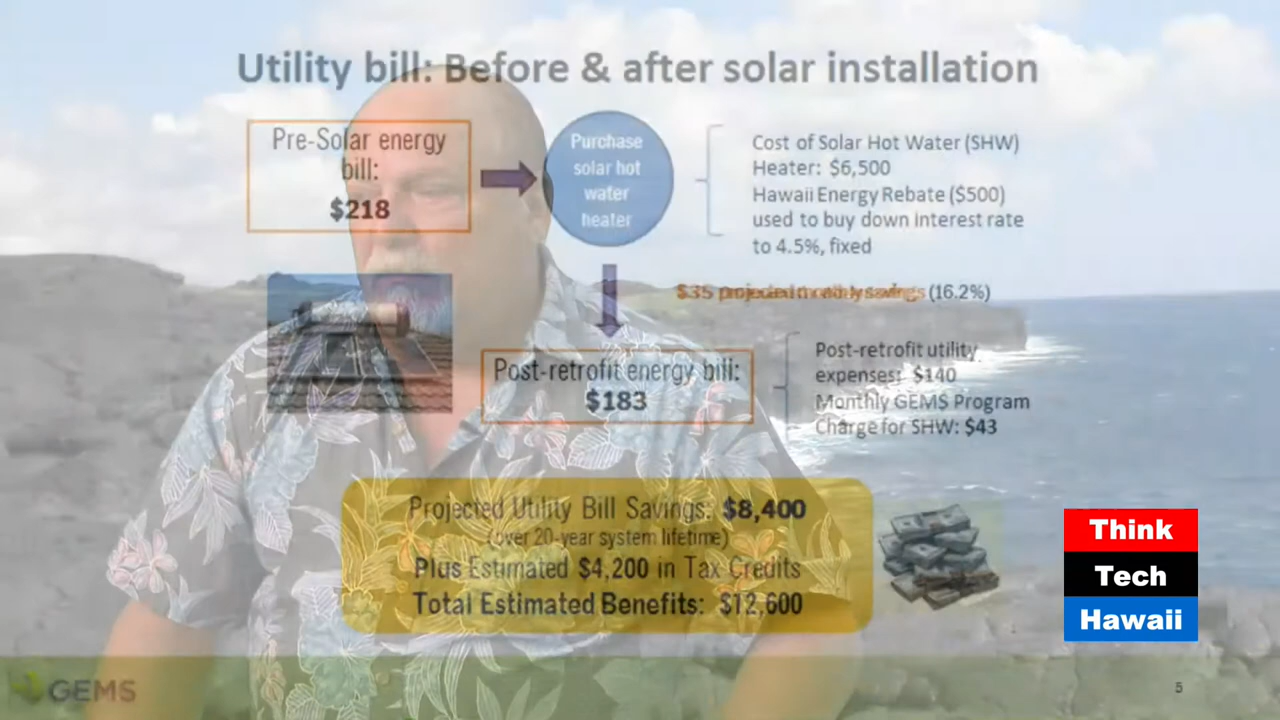 Utility bill: Before & after solar installation
Pre-Solar energy
bill:
$218
Purchase
solar hot
water
heater
Cost of Solar Hot Water (SHW)
Heater: $6,500
Hawaii Energy Rebate ($500)
used to buy down interest rate
to 4.5%, fixed
$35 projected monthly savings (16.2%)
Post-retrofit energy bill:
$183
Post-retrofit utility
expenses: $140
Monthly GEMS Program
Charge for SHW: $43
Projected Utility Bill Savings: $8,400
(over 20-year system lifetime)
Plus Estimated $4,200 in Tax Credits
Total Estimated Benefits: $12,600
Think
Tech
Hawaii
GEMS
5